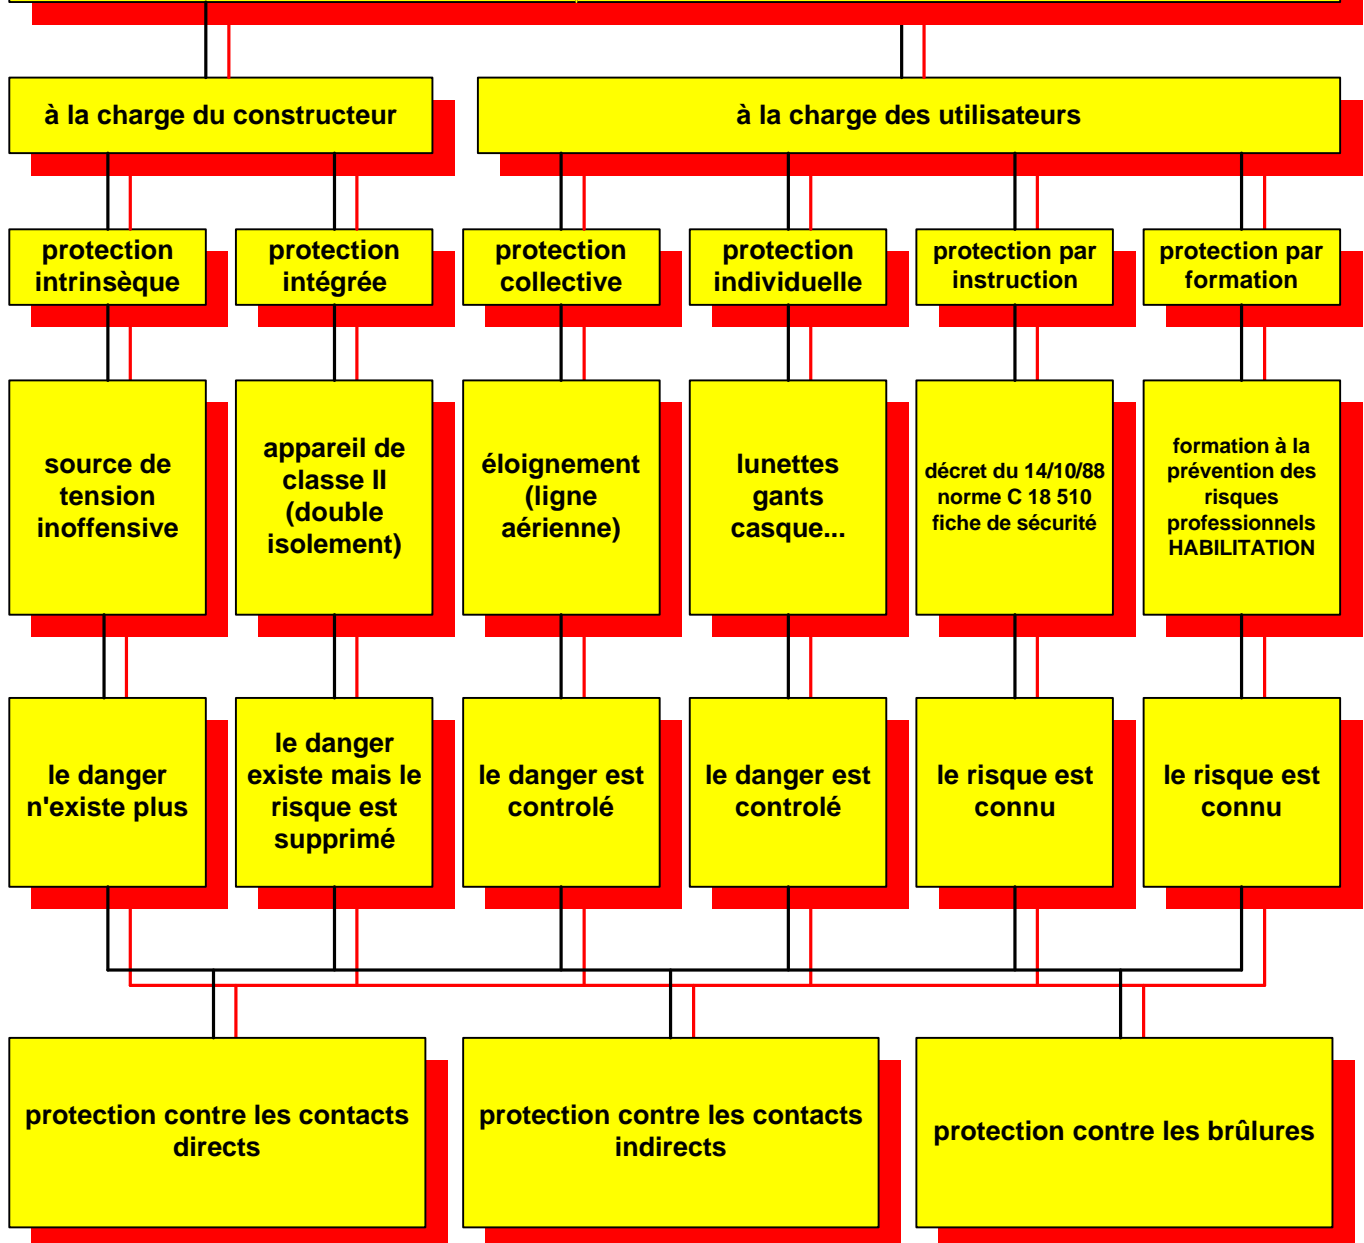 à la charge du constructeur
à la charge des utilisateurs
protection
intrinsèque
protection
intégrée
protection
collective
protection
individuelle
protection par
instruction
protection par
formation
source de
tension
inoffensive
appareil de
classe II
(double
isolement)
éloignement
(ligne
aérienne)
lunettes
gants
casque...
décret du 14/10/88
norme C 18 510
fiche de sécurité
formation à la
prévention des
risques
professionnels
HABILITATION
le danger
n'existe plus
le danger
existe mais le
risque est
supprimé
le danger est
controlé
le danger est
controlé
le risque est
connu
le risque est
connu
protection contre les contacts
directs
protection contre les contacts
indirects
protection contre les brûlures